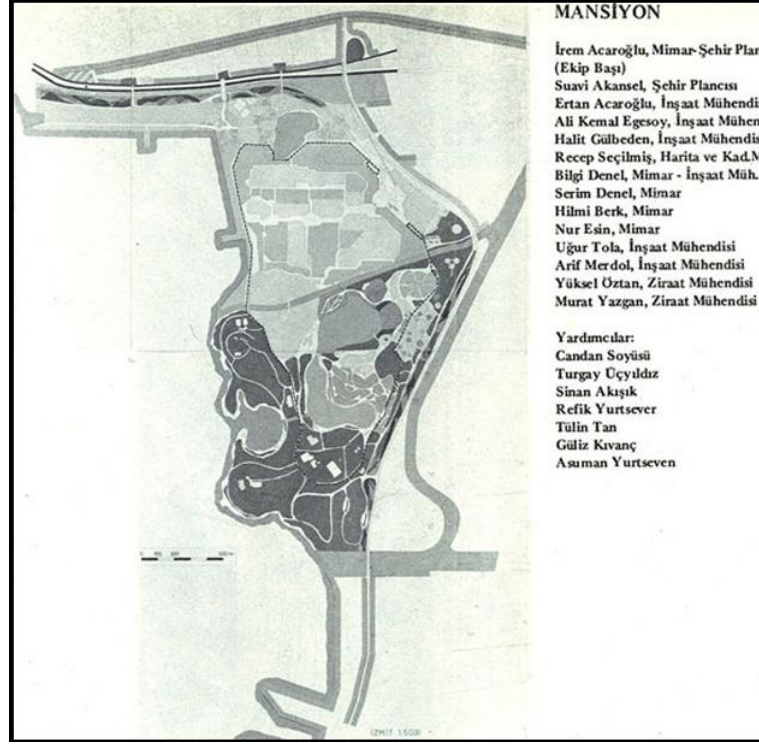 MANSİYON
İrem Acaroğlu, Mimar-Şehir Plan
(Ekip Başı)
Suavi Akansel, Şehir Plancısı
Ertan Acaroğlu, İnşaat Mühendis
Ali Kemal Egesoy, İnşaat Mühen
Halit Gülbeden, İnşaat Mühendis
Recep Seçilmiş, Harita ve Kad.M
Bilgi Denel, Mimar - İnşaat Müh.
Serim Denel, Mimar
Hilmi Berk, Mimar
Nur Esin, Mimar
Uğur Tola, İnşaat Mühendisi
Arif Merdol, İnşaat Mühendisi
Yüksel Öztan, Ziraat Mühendisi
Murat Yazgan, Ziraat Mühendisi
Yardımcılar:
Candan Soyüsü
Turgay Üçyıldız
Sinan Akışık
Refik Yurtsever
Tülin Tan
Güliz Kıvanç
Asuman Yurtseven
İZMİT